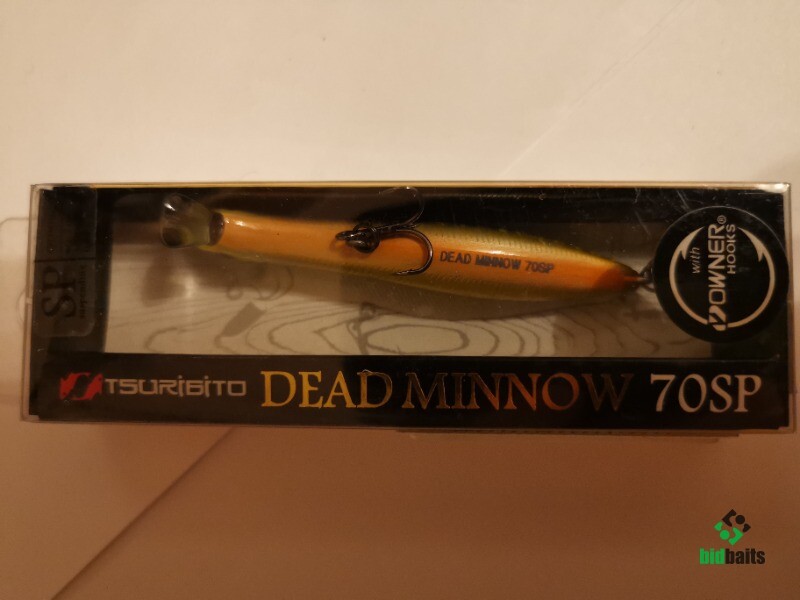 SP
DEAD MINNOW 70SP
with
OWNER®
HOOKS
TSURIBITO DEAD MINNOW 70SP
bidbaits